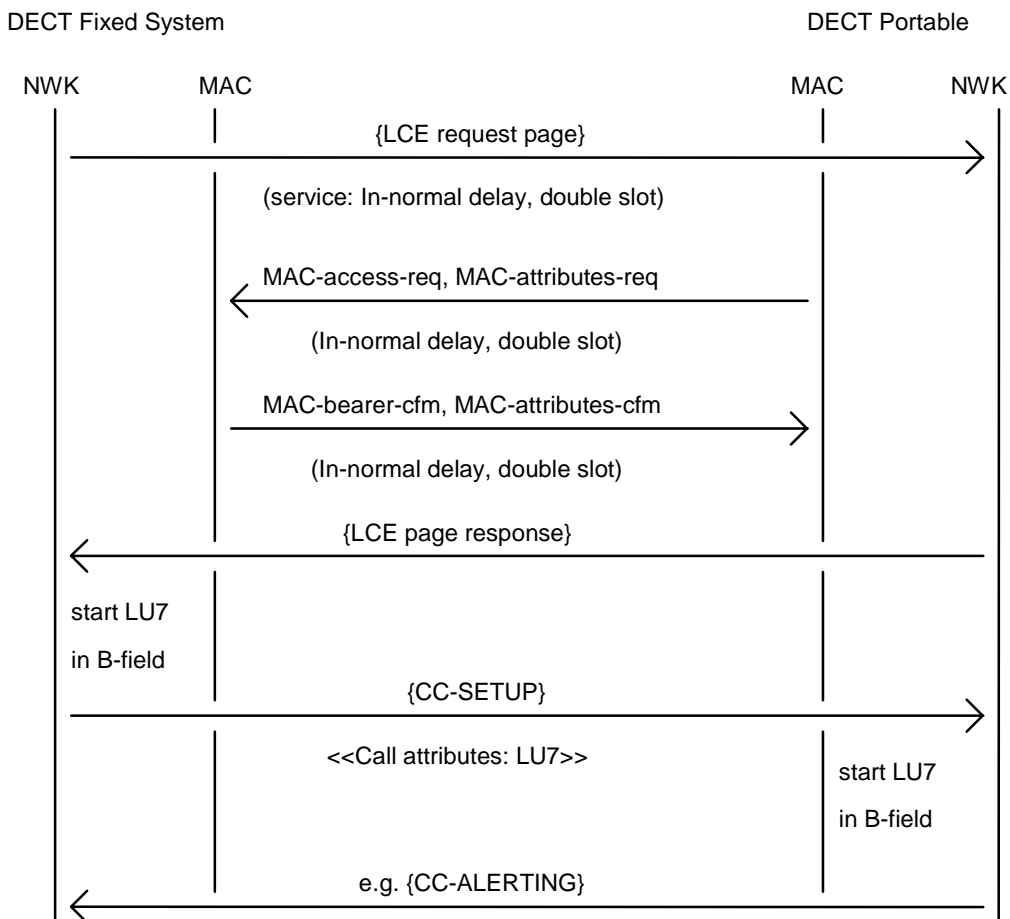 DECT Fixed System
DECT Portable
NWK
MAC
MAC
NWK
{LCE request page}
(service: In-normal delay, double slot)
MAC-access-req, MAC-attributes-req
(In-normal delay, double slot)
MAC-bearer-cfm, MAC-attributes-cfm
(In-normal delay, double slot)
{LCE page response}
start LU7
in B-field
{CC-SETUP}
<<Call attributes: LU7>>
start LU7
in B-field
e.g. {CC-ALERTING}